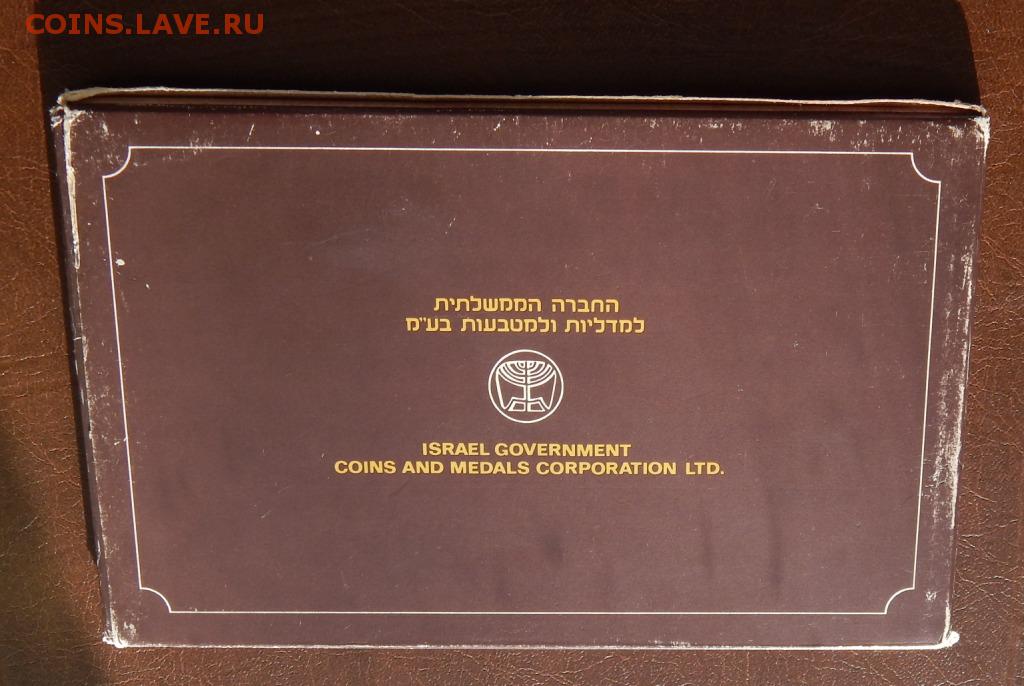 COINS.LAVE.RU
החברה הממשלתית
למדליות ולמטבעות בע"מ
ISRAEL GOVERNMENT
COINS AND MEDALS CORPORATION LTD.